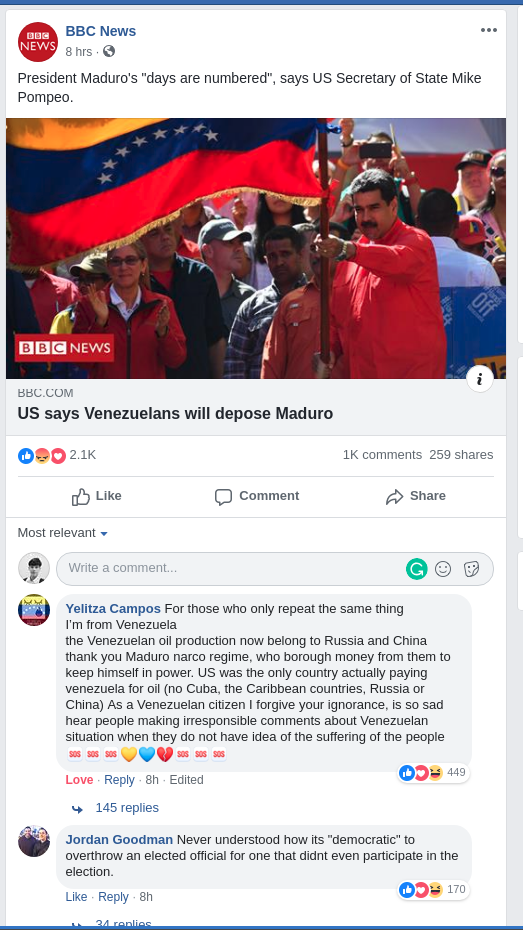 BBC
NEWS
BBC News
8 hrs ·
President Maduro's "days are numbered", says US Secretary of State Mike
Pompeo.
BBC NEWS
i
BBC.COM
US says Venezuelans will depose Maduro
2.1K
1K comments 259 shares
Like
Comment
Share
Most relevant
Write a comment...
Yelitza Campos For those who only repeat the same thing
I'm from Venezuela
the Venezuelan oil production now belong to Russia and China
thank you Maduro narco regime, who borough money from them to
keep himself in power. US was the only country actually paying
venezuela for oil (no Cuba, the Caribbean countries, Russia or
China) As a Venezuelan citizen I forgive your ignorance, is so sad
hear people making irresponsible comments about Venezuelan
situation when they do not have idea of the suffering of the people
🆘🆘🆘💛💙💔🆘🆘🆘
449
Love · Reply · 8h · Edited
145 replies
Jordan Goodman Never understood how its "democratic" to
overthrow an elected official for one that didnt even participate in the
election.
170
Like · Reply · 8h
34 replies